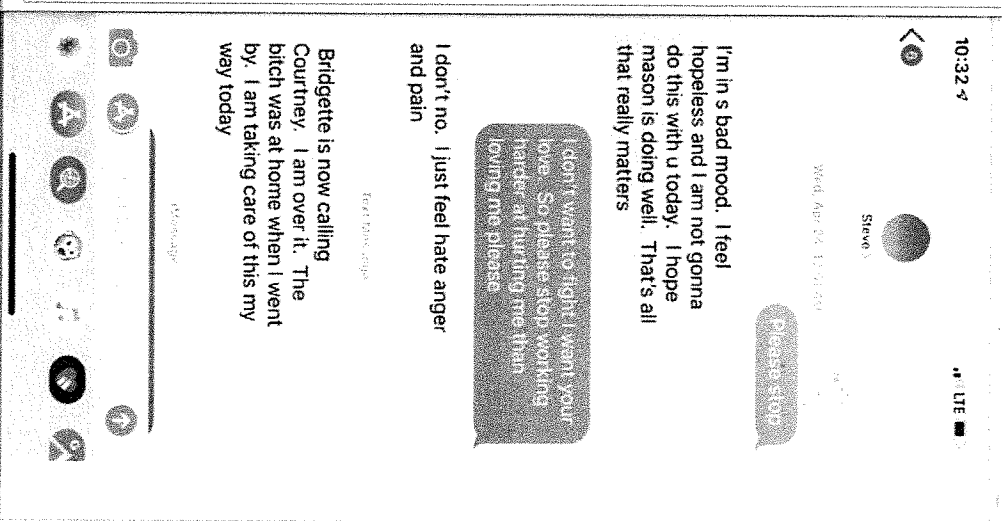 10:32
LTE
Steve
Please stop
I'm in s bad mood.  I feel
hopeless and I am not gonna
do this with u today.   I hope
mason is doing well.  That's all
that really matters
I don't want to fight I want your
love   So please stop working
harder at hurting me than
loving me please
I don't no.   I just feel hate anger
and pain
Text Message
Bridgette is now calling
Courtney.  I am over it.  The
bitch was at home when I went
by.  I am taking care of this my
way today
iMessage